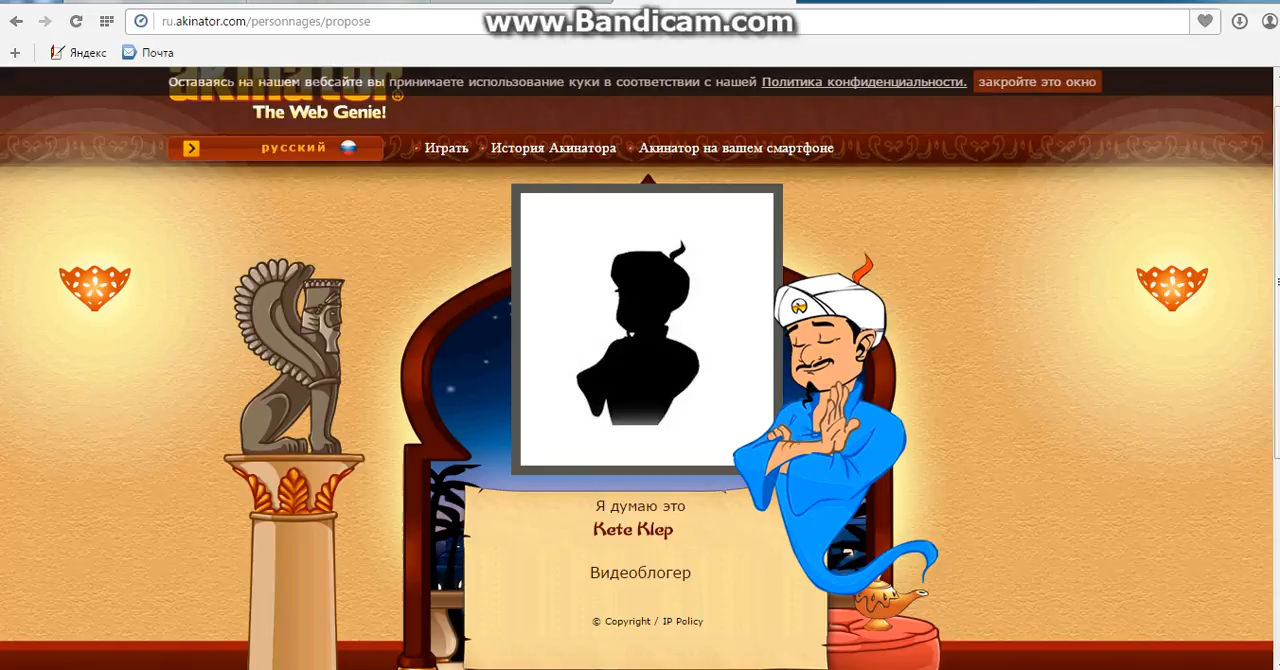 www.Bandicam.com
ru.akinator.com/personnages/propose
Яндекс
Почта
Оставаясь на нашем вебсайте вы принимаете использование куки в соответствии с нашей Политика конфиденциальности. закройте это окно
akinator®
The Web Genie!
русский
Играть
История Акинатора
Акинатор на вашем смартфоне
Я думаю это
Kete Klep
Видеоблогер
© Copyright / IP Policy